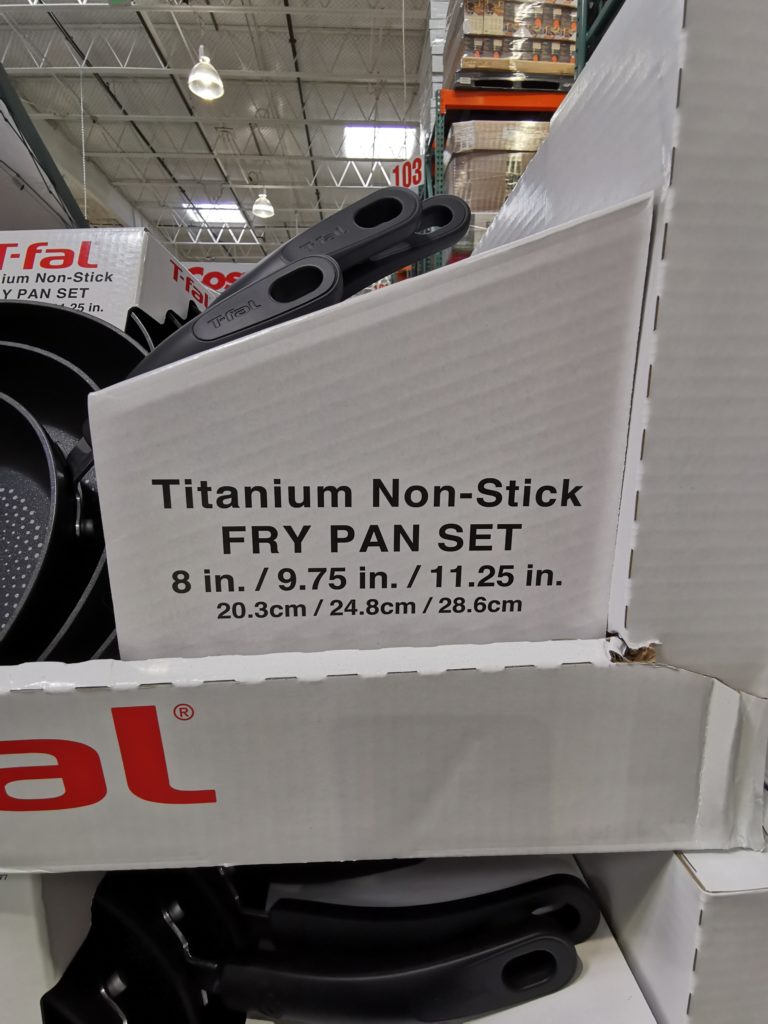 103
T-fal
T-fal
T-fal
ium Non-Stick
Y PAN SET
.25 in.
T-fal
Titanium Non-Stick
FRY PAN SET
8 in. / 9.75 in. / 11.25 in.
20.3cm / 24.8cm / 28.6cm
al®